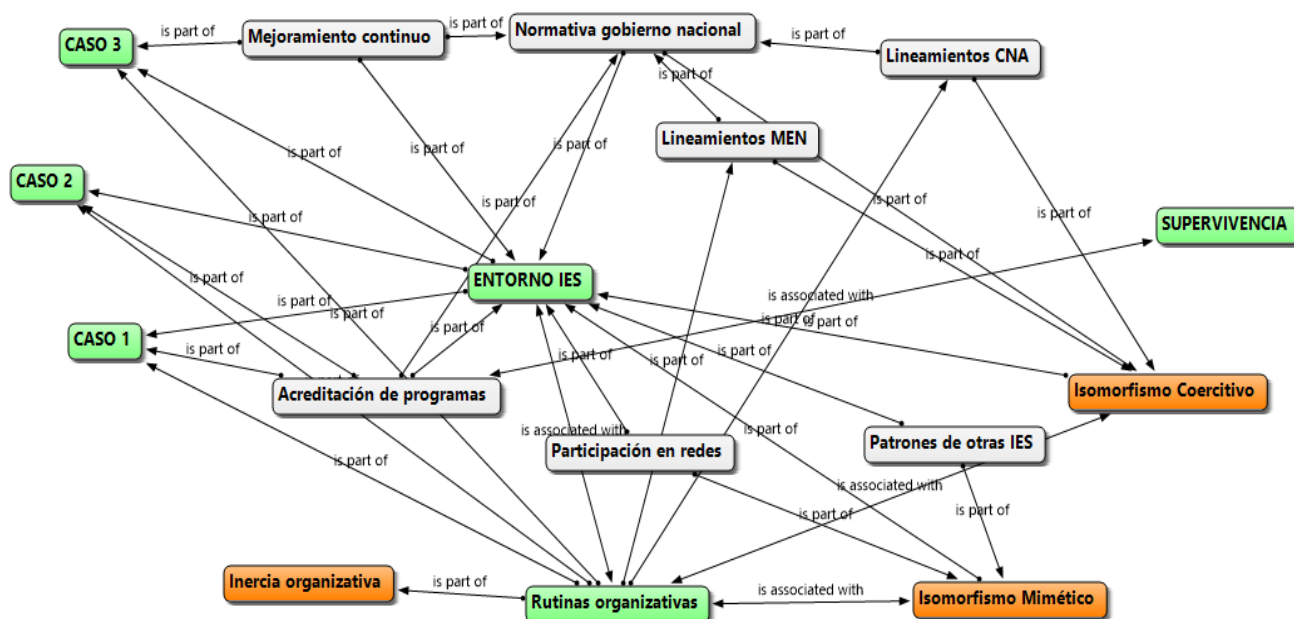 CASO 3
is part of
Mejoramiento continuo
is part of
Normativa gobierno nacional
is part of
Lineamientos CNA
is part of
Lineamientos MEN
is part of
is part of
is part of
CASO 2
is part of
is part of
SUPERVIVENCIA
ENTORNO IES
is part of
is part of
is part of
is associated with
is part of
is part of
CASO 1
is part of
is part of
is part of
is part of
is part of
is part of
Acreditación de programas
Isomorfismo Coercitivo
is associated with
is part of
Participación en redes
Patrones de otras IES
is part of
is associated with
is part of
is part of
Inercia organizativa
is part of
Rutinas organizativas
is associated with
Isomorfismo Mimético